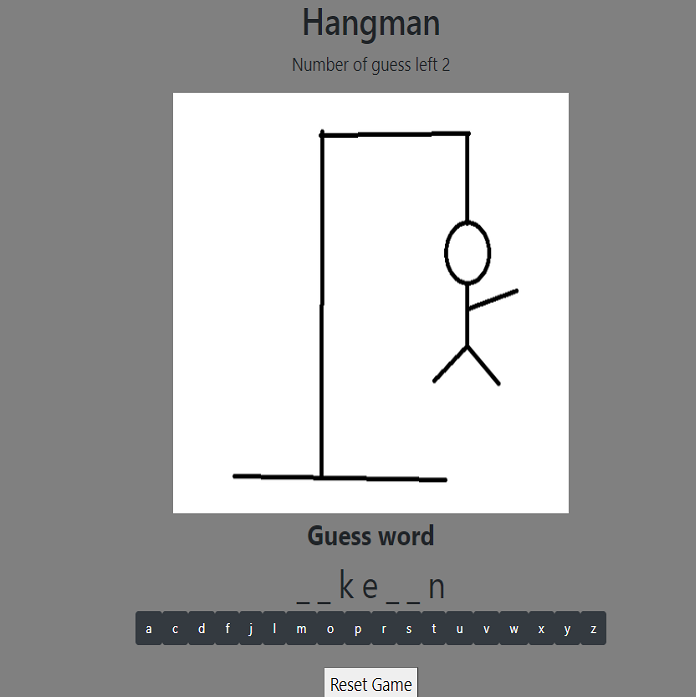 Hangman
Number of guess left 2
Guess word
_ _ k e _ _ n
a c d f j l m o p r s t u v w x y z
Reset Game